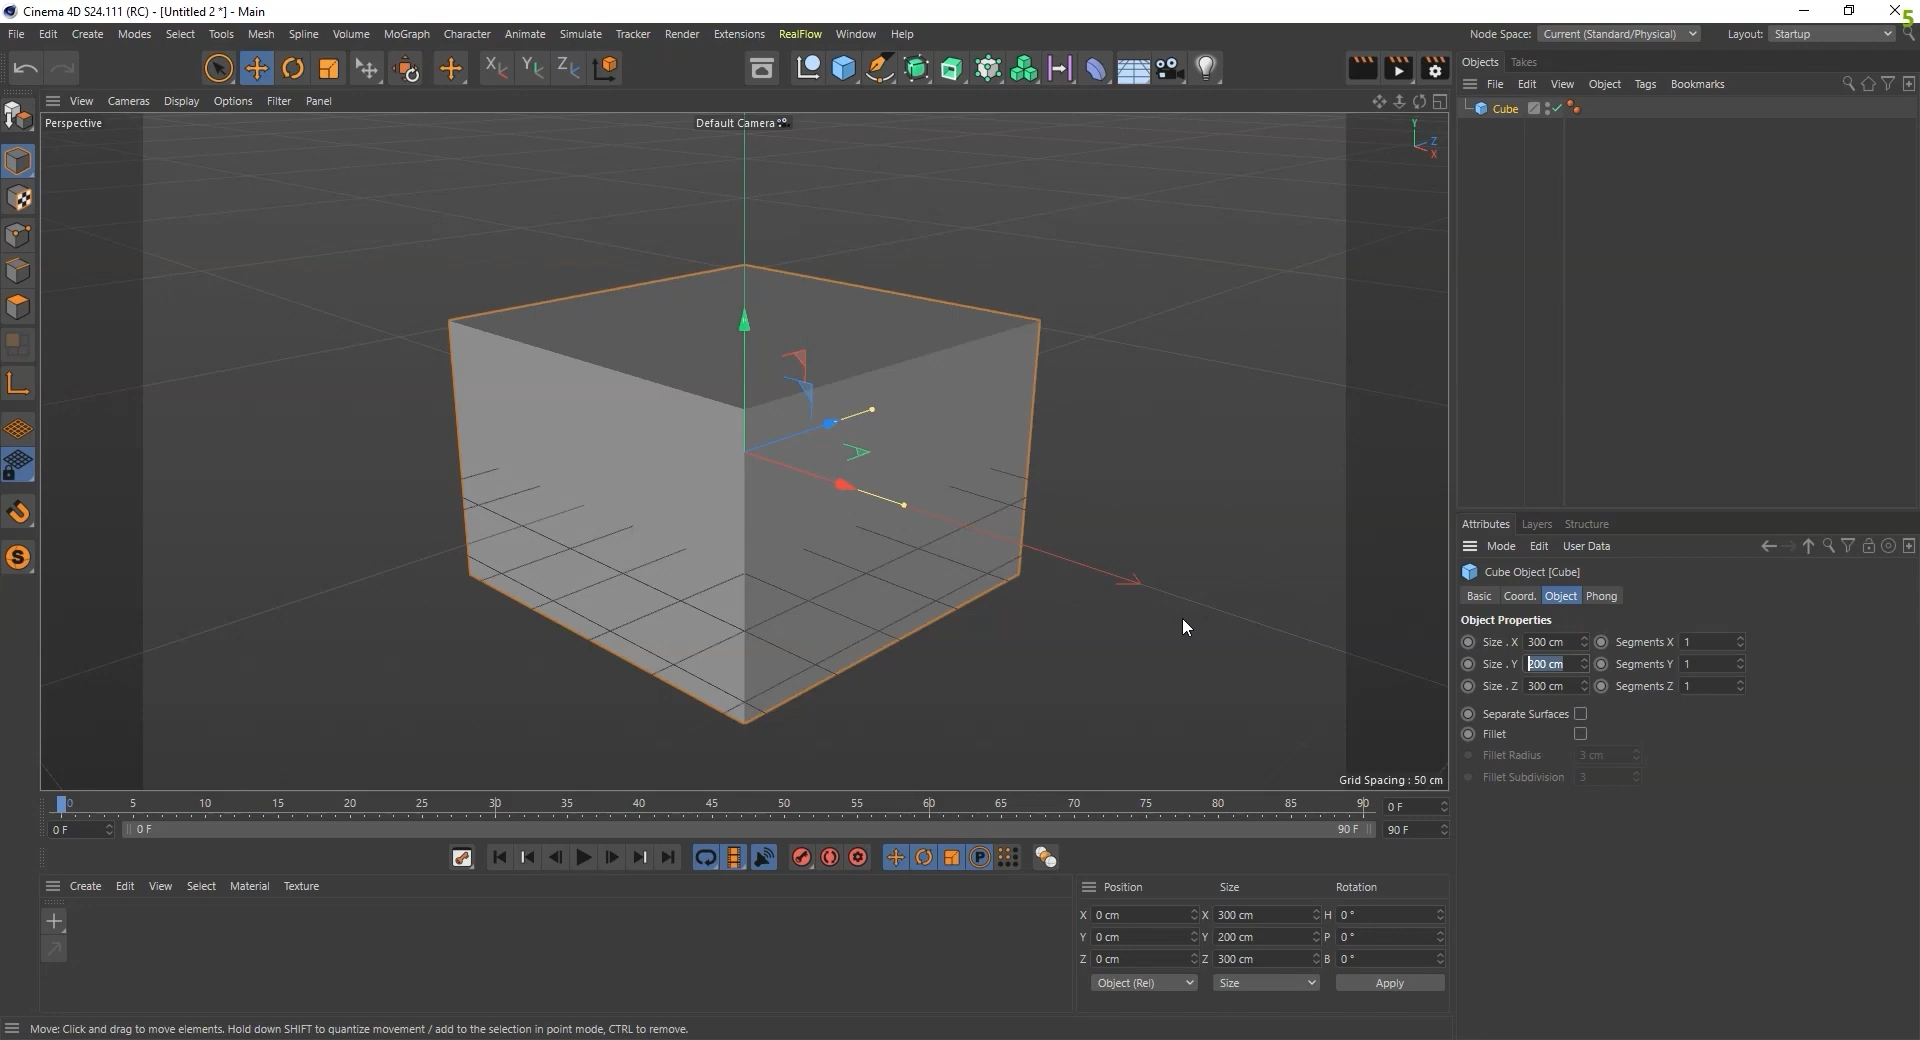 Cinema 4D S24.111 (RC) - [Untitled 2 *] - Main
5
File Edit Create Modes Select Tools Mesh Spline Volume MoGraph Character Animate Simulate Tracker Render Extensions RealFlow Window Help Node Space: Current (Standard/Physical) Layout: Startup
X Y Z
Objects Takes
File Edit View Object Tags Bookmarks
Cube
View Cameras Display Options Filter Panel
Perspective Default Camera
Y
Z
X
Attributes Layers Structure
Mode Edit User Data
Cube Object [Cube]
Basic Coord. Object Phong
Object Properties
Size . X 300 cm Segments X 1
Size . Y 200 cm Segments Y 1
Size . Z 300 cm Segments Z 1
Separate Surfaces
Fillet
Fillet Radius 3 cm
Fillet Subdivision 3
Grid Spacing : 50 cm
0 5 10 15 20 25 30 35 40 45 50 55 60 65 70 75 80 85 90 0 F
0 F 0 F 90 F 90 F
P
S
Create Edit View Select Material Texture
Position Size Rotation
X 0 cm X 300 cm H 0 °
Y 0 cm Y 200 cm P 0 °
Z 0 cm Z 300 cm B 0 °
Object (Rel) Size Apply
Move: Click and drag to move elements. Hold down SHIFT to quantize movement / add to the selection in point mode, CTRL to remove.